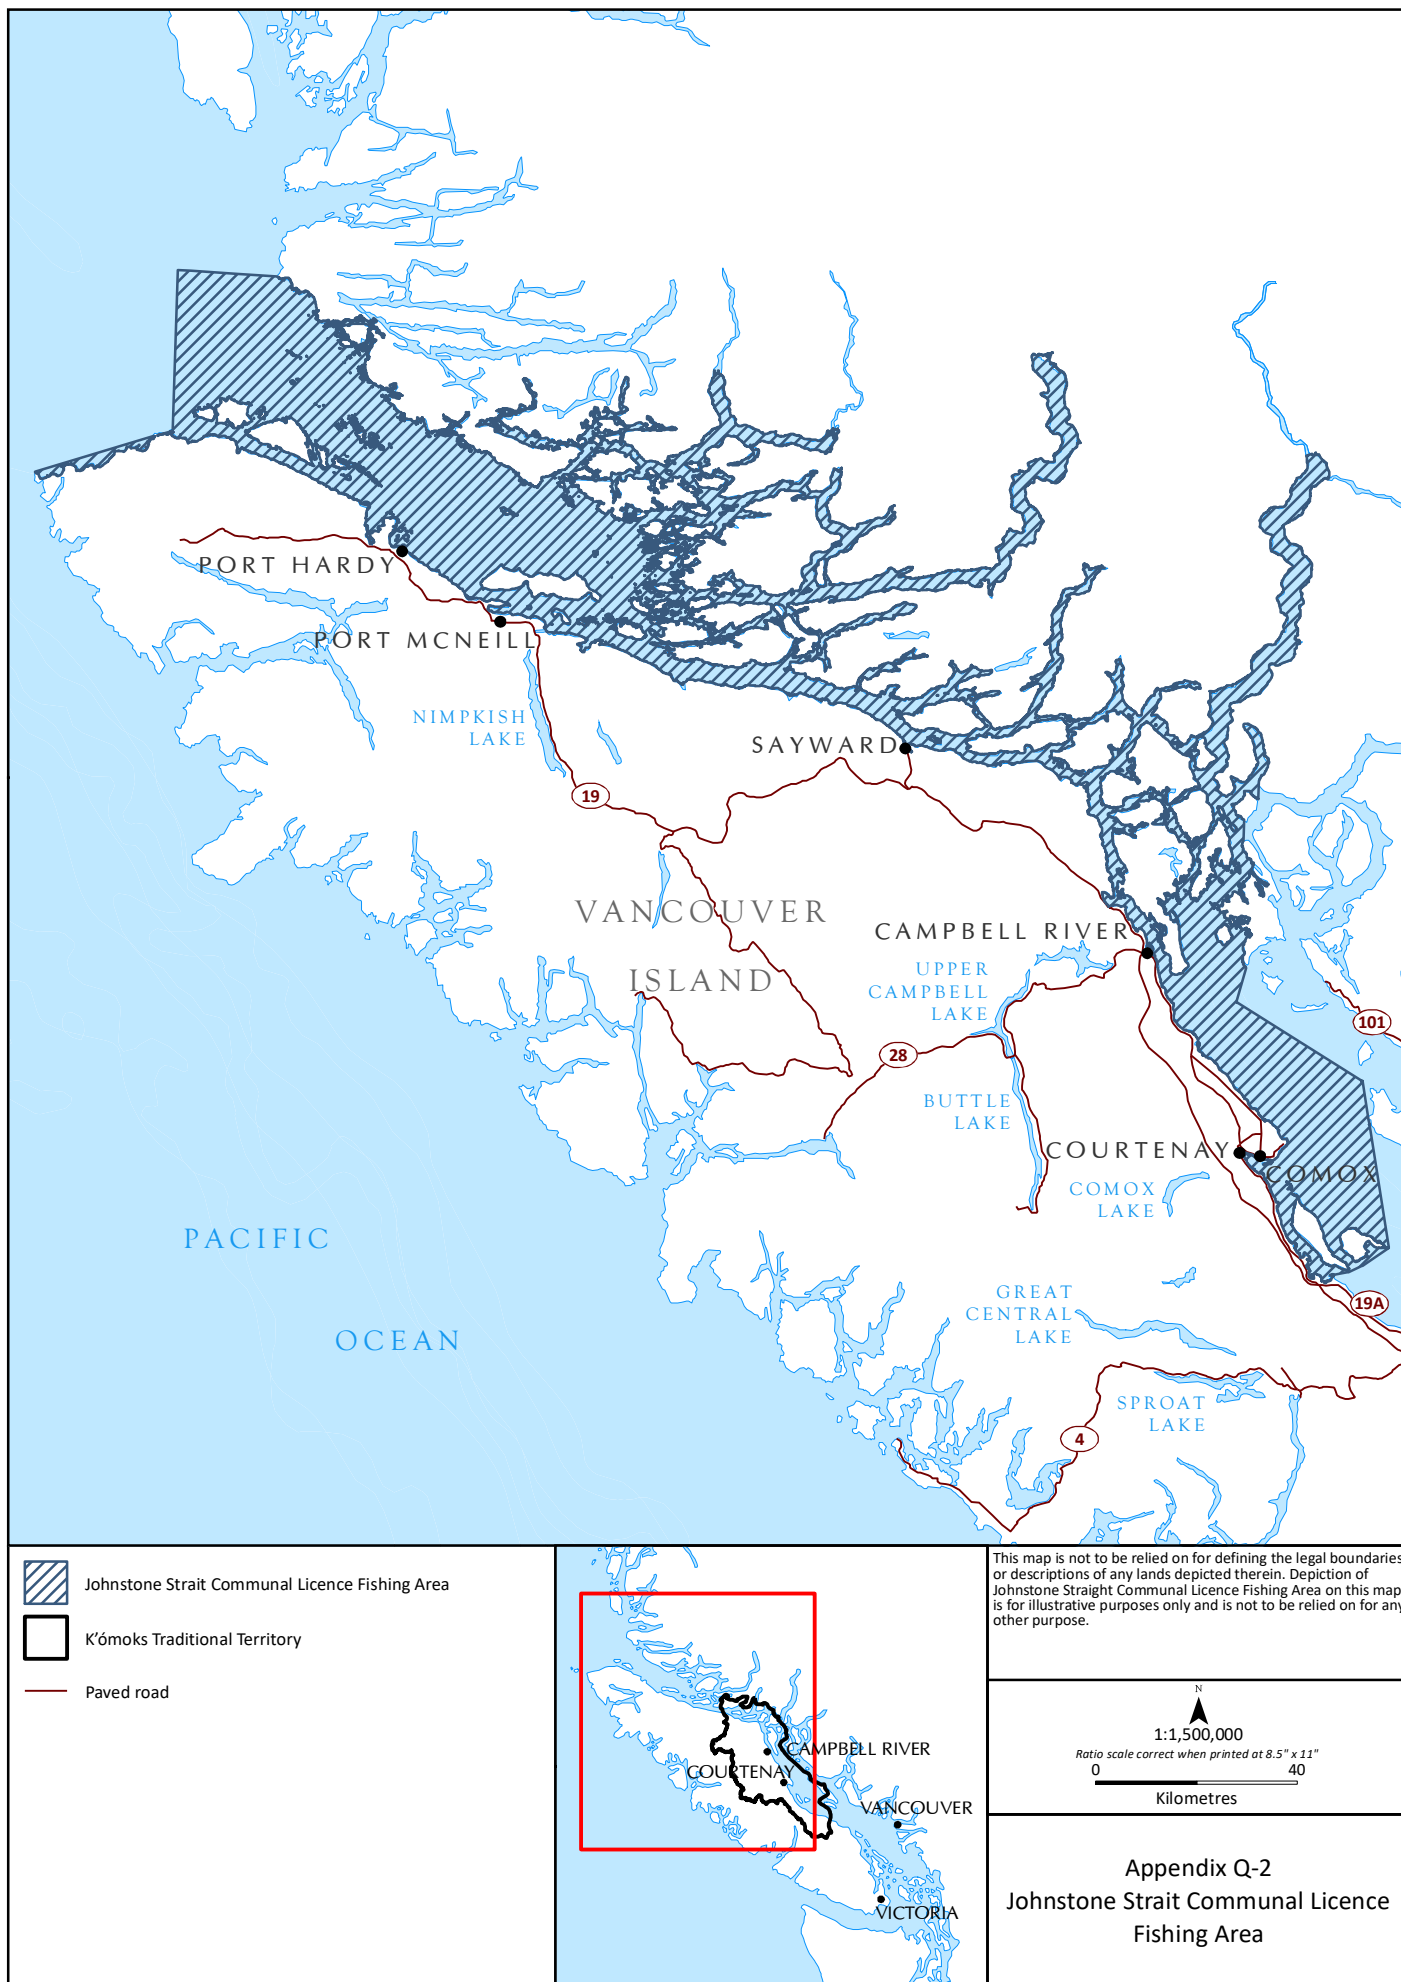 PORT HARDY
PORT MCNEILL
NIMPKISH
LAKE
SAYWARD
19
VANCOUVER
ISLAND
CAMPBELL RIVER
UPPER
CAMPBELL
LAKE
101
28
BUTTLE
LAKE
COURTENAY
COMOX
COMOX
LAKE
PACIFIC
OCEAN
GREAT
CENTRAL
LAKE
19A
SPROAT
LAKE
4
Johnstone Strait Communal Licence Fishing Area
K'ómoks Traditional Territory
Paved road
CAMPBELL RIVER
COURTENAY
VANCOUVER
VICTORIA
This map is not to be relied on for defining the legal boundaries
or descriptions of any lands depicted therein. Depiction of
Johnstone Straight Communal Licence Fishing Area on this map
is for illustrative purposes only and is not to be relied on for any
other purpose.
N
1:1,500,000
Ratio scale correct when printed at 8.5" x 11"
0 40
Kilometres
Appendix Q-2
Johnstone Strait Communal Licence
Fishing Area